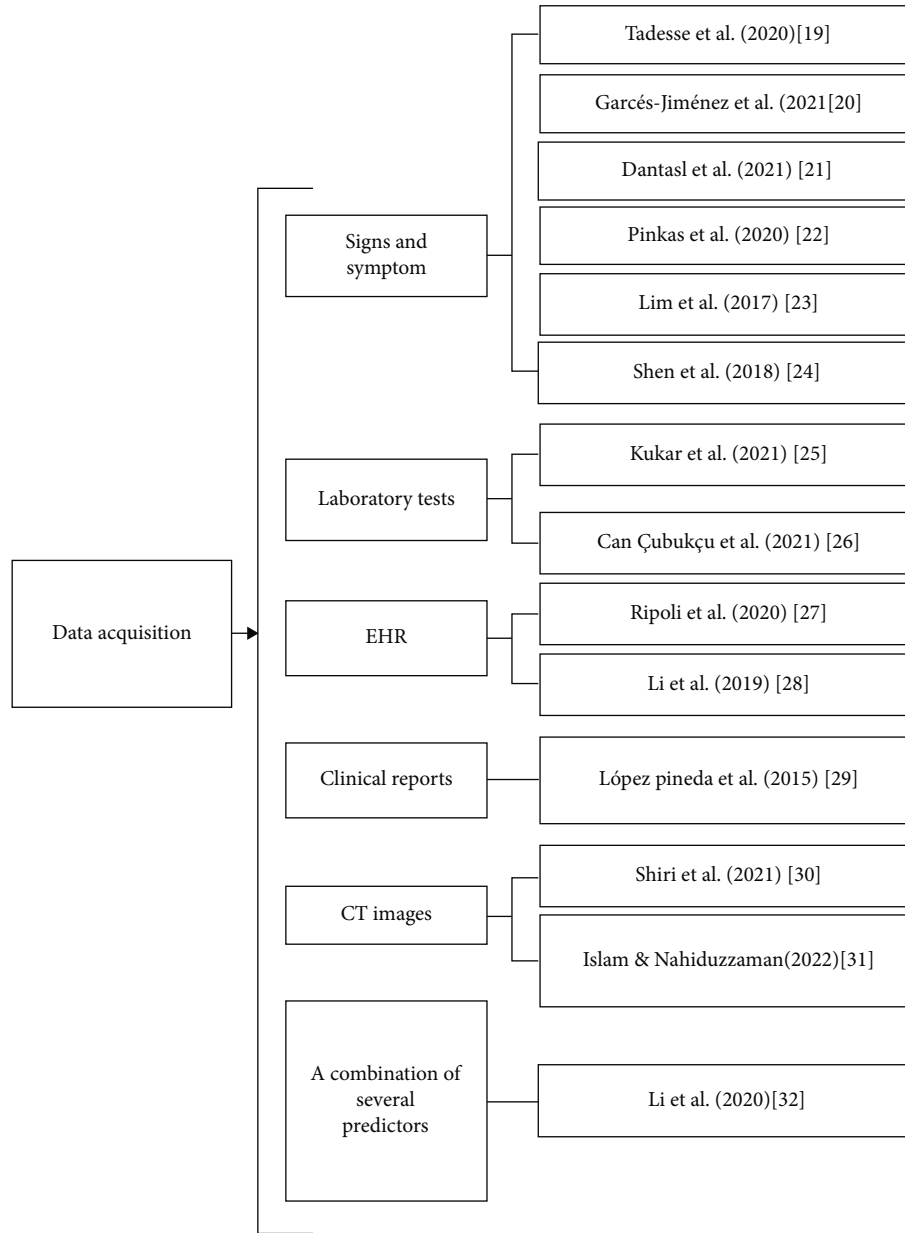 Data acquisition
Signs and
symptom
Tadesse et al. (2020)[19]
Garcés-Jiménez et al. (2021[20]
Dantasl et al. (2021) [21]
Pinkas et al. (2020) [22]
Lim et al. (2017) [23]
Shen et al. (2018) [24]
Laboratory tests
Kukar et al. (2021) [25]
Can Çubukçu et al. (2021) [26]
EHR
Ripoli et al. (2020) [27]
Li et al. (2019) [28]
Clinical reports
López pineda et al. (2015) [29]
CT images
Shiri et al. (2021) [30]
Islam & Nahiduzzaman(2022)[31]
A combination of
several
predictors
Li et al. (2020)[32]